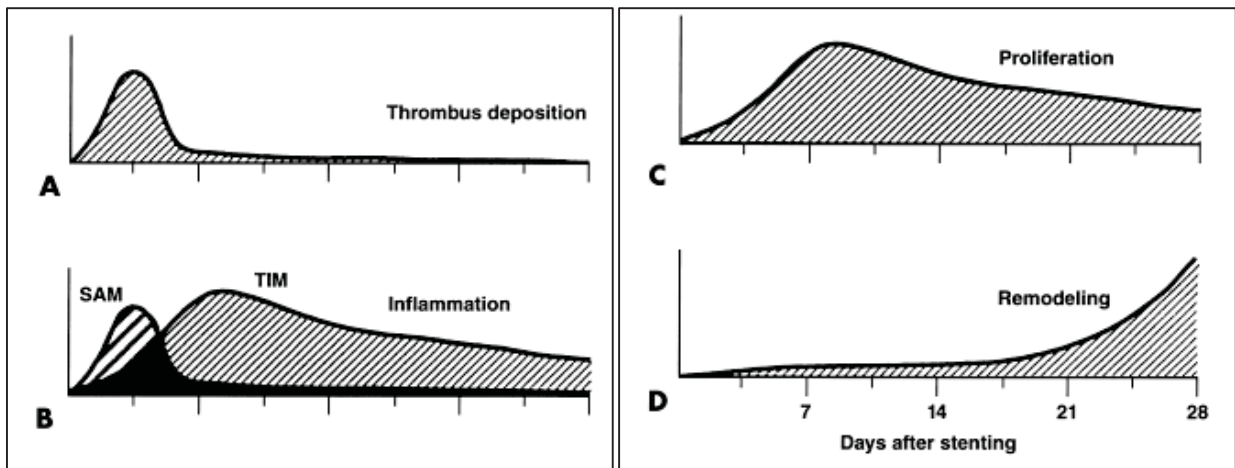 Thrombus deposition
A
SAM
TIM
Inflammation
B
Proliferation
C
Remodeling
D
7 14 21 28
Days after stenting